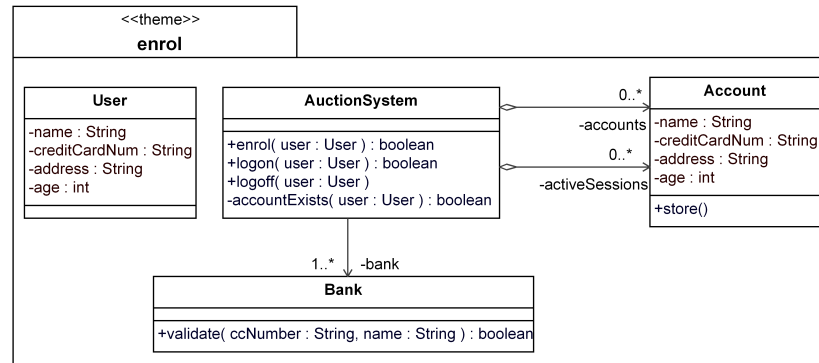 <<theme>>
enrol
User
-name : String
-creditCardNum : String
-address : String
-age : int
AuctionSystem
+enrol( user : User ) : boolean
+logon( user : User ) : boolean
+logoff( user : User )
-accountExists( user : User ) : boolean
0..*
-accounts
0..*
-activeSessions
Account
-name : String
-creditCardNum : String
-address : String
-age : int
+store()
1..*
-bank
Bank
+validate( ccNumber : String, name : String ) : boolean